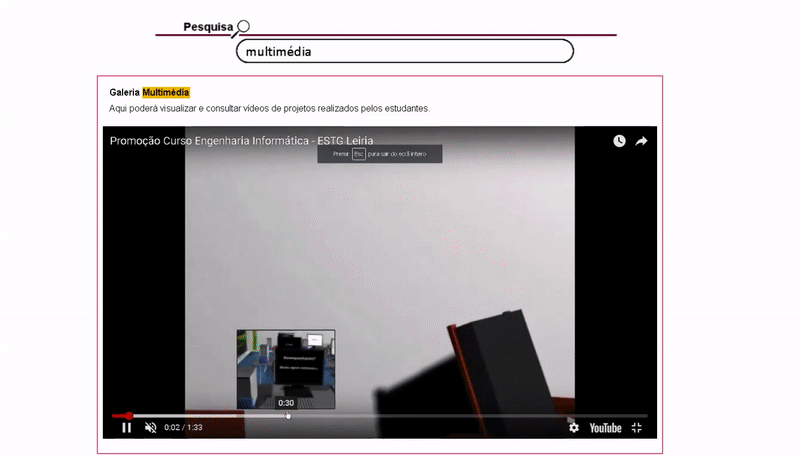 Pesquisa
multimédia
Galeria Multimédia
Aqui poderá visualizar e consultar vídeos de projetos realizados pelos estudantes.
Promoção Curso Engenharia Informática - ESTG Leiria
Premir Esc para sair do ecrã inteiro
0:30
0:02 / 1:33
YouTube